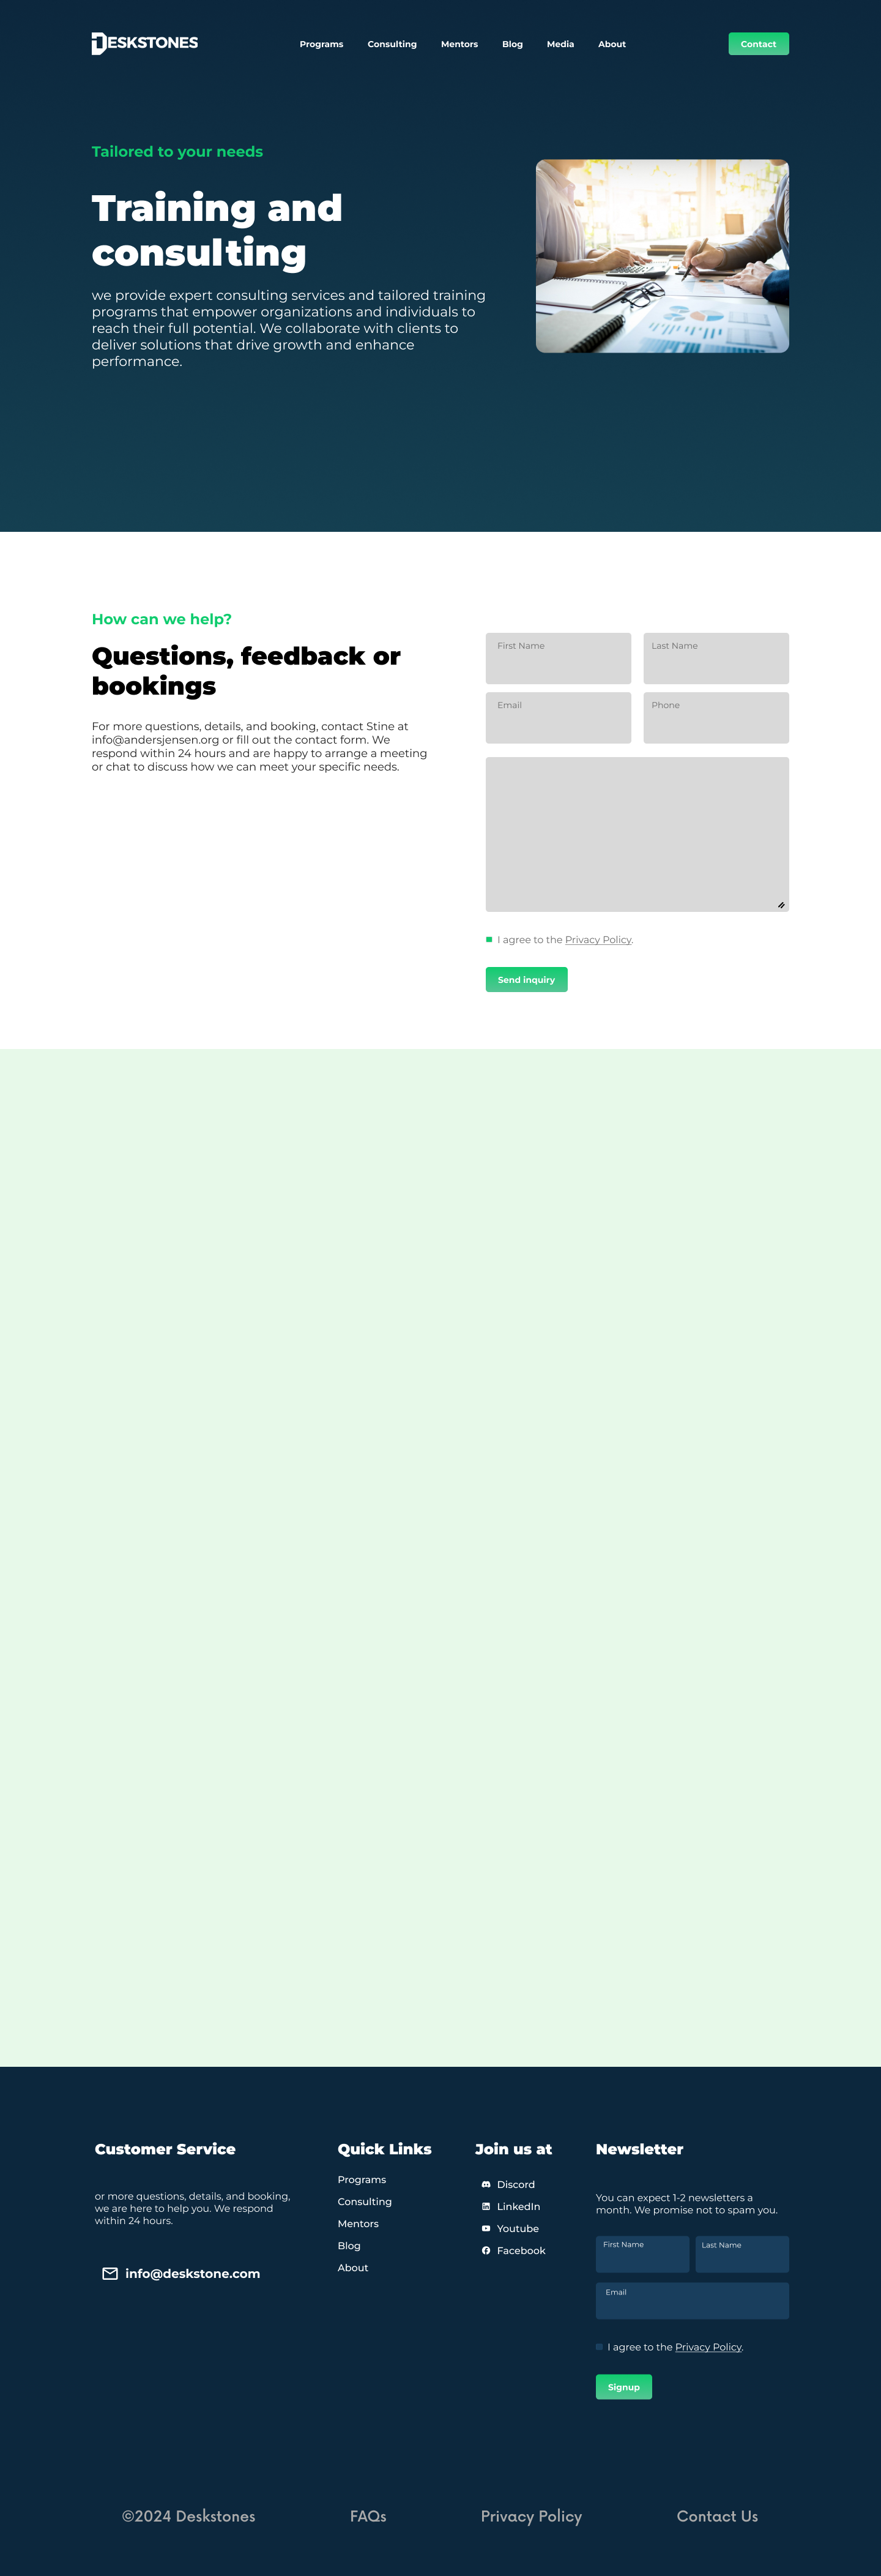 DESKSTONES
Programs Consulting Mentors Blog Media About
Contact
Tailored to your needs
Training and
consulting
we provide expert consulting services and tailored training
programs that empower organizations and individuals to
reach their full potential. We collaborate with clients to
deliver solutions that drive growth and enhance
performance.
How can we help?
Questions, feedback or
bookings
For more questions, details, and booking, contact Stine at
info@andersjensen.org or fill out the contact form. We
respond within 24 hours and are happy to arrange a meeting
or chat to discuss how we can meet your specific needs.
First Name
Last Name
Email
Phone
I agree to the Privacy Policy.
Send inquiry
Customer Service
or more questions, details, and booking,
we are here to help you. We respond
within 24 hours.
info@deskstone.com
Quick Links
Programs
Consulting
Mentors
Blog
About
Join us at
Discord
LinkedIn
Youtube
Facebook
Newsletter
You can expect 1-2 newsletters a
month. We promise not to spam you.
First Name
Last Name
Email
I agree to the Privacy Policy.
Signup
©2024 Deskstones FAQs Privacy Policy Contact Us